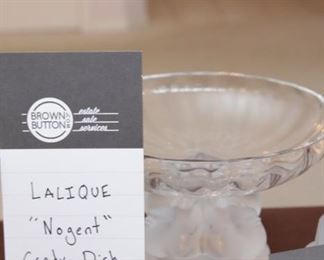 BROWN
BUTTON
estate
sale
services
LALIQUE
"Nogent"
Candy Dish